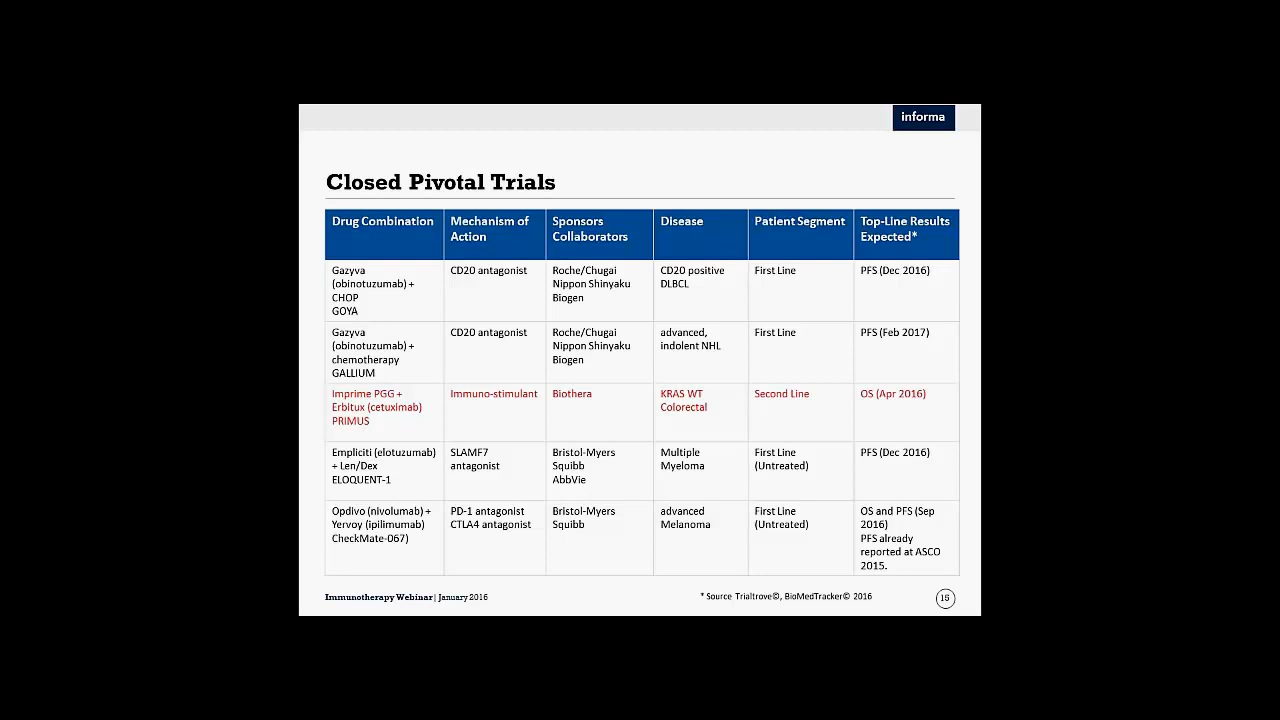 informa
Closed Pivotal Trials
Drug Combination
Mechanism of
Action
Sponsors
Collaborators
Disease
Patient Segment
Top-Line Results
Expected*
Gazyva
(obinotuzumab) +
CHOP
GOYA
CD20 antagonist
Roche/Chugai
Nippon Shinyaku
Biogen
CD20 positive
DLBCL
First Line
PFS (Dec 2016)
Gazyva
(obinotuzumab) +
chemotherapy
GALLIUM
CD20 antagonist
Roche/Chugai
Nippon Shinyaku
Biogen
advanced,
indolent NHL
First Line
PFS (Feb 2017)
Imprime PGG +
Erbitux (cetuximab)
PRIMUS
Immuno-stimulant
Biothera
KRAS WT
Colorectal
Second Line
OS (Apr 2016)
Empliciti (elotuzumab)
+ Len/Dex
ELOQUENT-1
SLAMF7
antagonist
Bristol-Myers
Squibb
AbbVie
Multiple
Myeloma
First Line
(Untreated)
PFS (Dec 2016)
Opdivo (nivolumab) +
Yervoy (ipilimumab)
CheckMate-067)
PD-1 antagonist
CTLA4 antagonist
Bristol-Myers
Squibb
advanced
Melanoma
First Line
(Untreated)
OS and PFS (Sep
2016)
PFS already
reported at ASCO
2015.
Immunotherapy Webinar| January 2016
* Source Trialtrove©, BioMedTracker© 2016
15